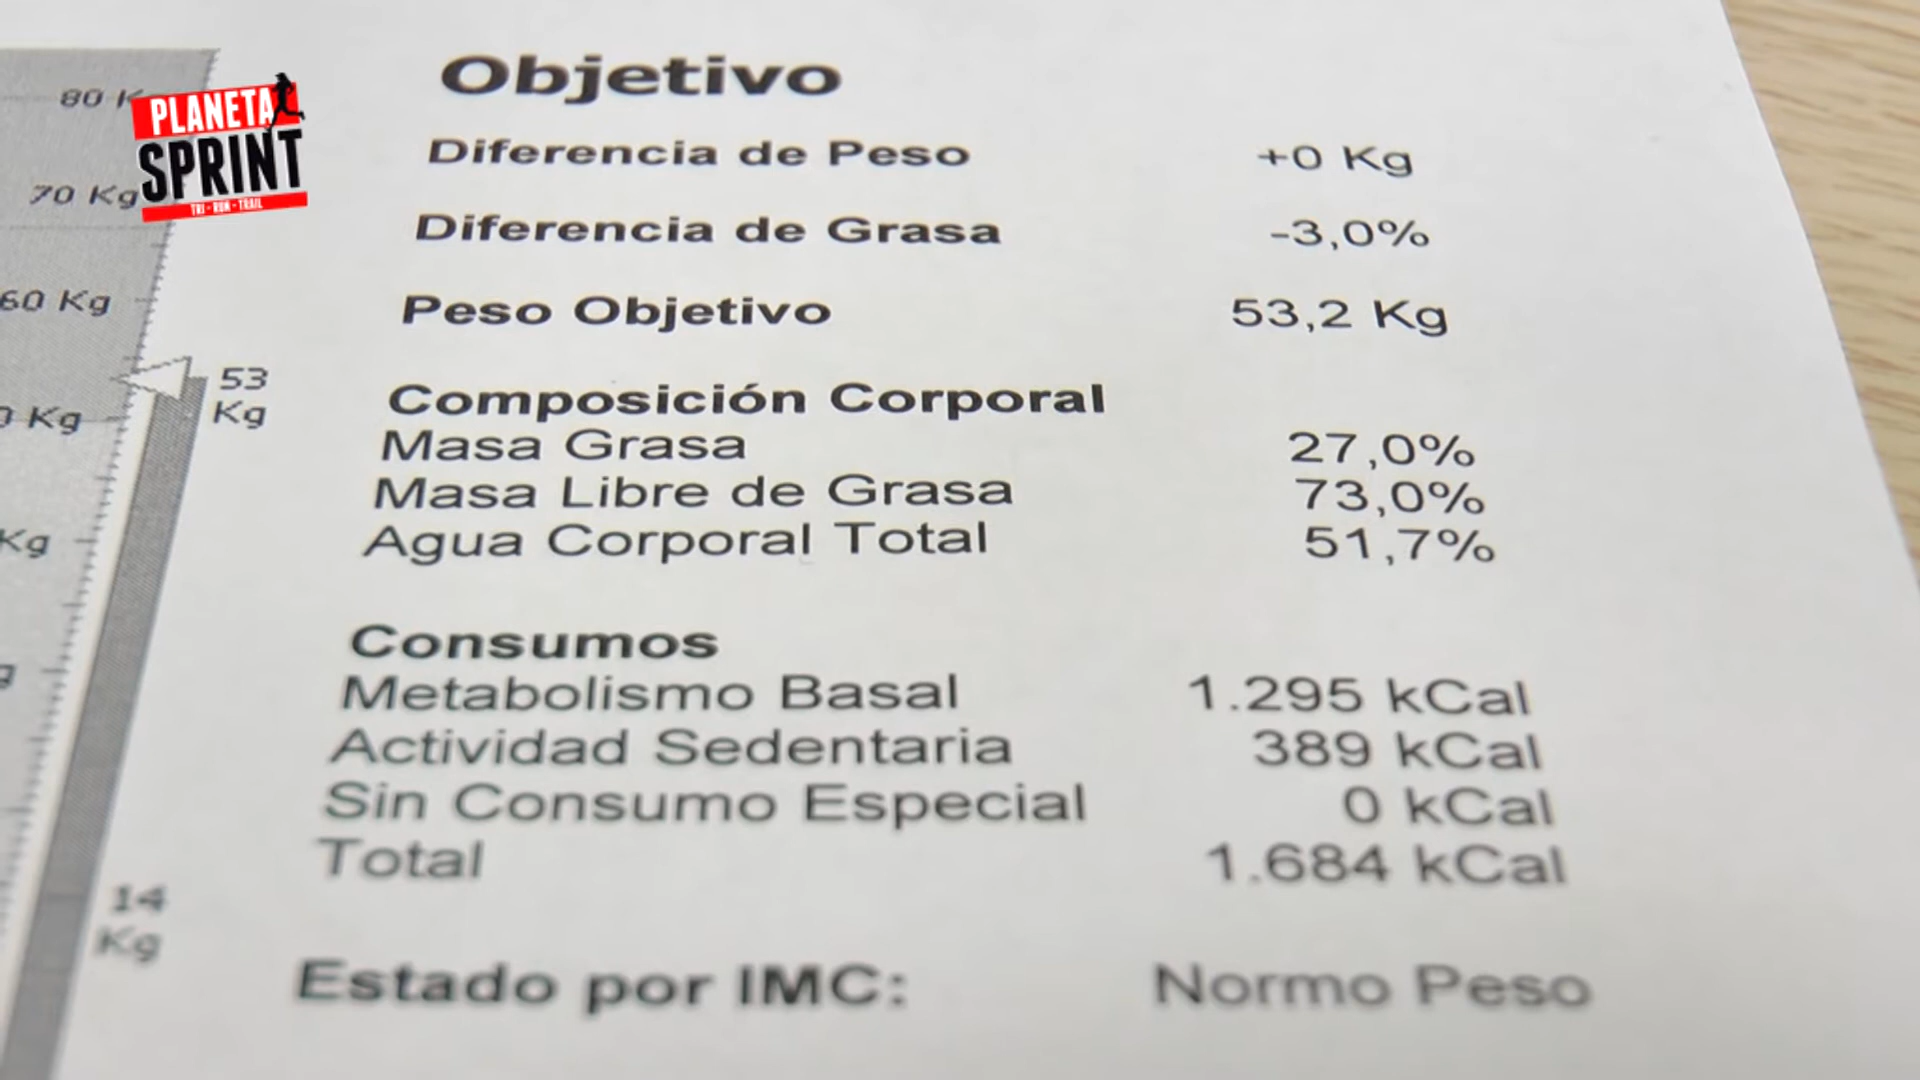 PLANETA
SPRINT
TRI - RUN - TRAIL
80 K
70 Kg
60 Kg
53
Kg
Kg
Kg
14
Kg
Objetivo
Diferencia de Peso +0 Kg
Diferencia de Grasa -3,0%
Peso Objetivo 53,2 Kg
Composición Corporal
Masa Grasa 27,0%
Masa Libre de Grasa 73,0%
Agua Corporal Total 51,7%
Consumos
Metabolismo Basal 1.295 kCal
Actividad Sedentaria 389 kCal
Sin Consumo Especial 0 kCal
Total 1.684 kCal
Estado por IMC: Normo Peso